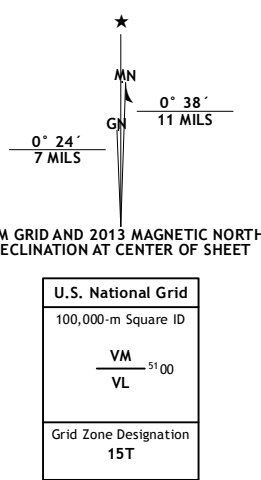 ★
MN
0° 38´
11 MILS
GN
0° 24´
7 MILS
M GRID AND 2013 MAGNETIC NORTH
ECLINATION AT CENTER OF SHEET
U.S. National Grid
100,000-m Square ID
VM
5100
VL
Grid Zone Designation
15T